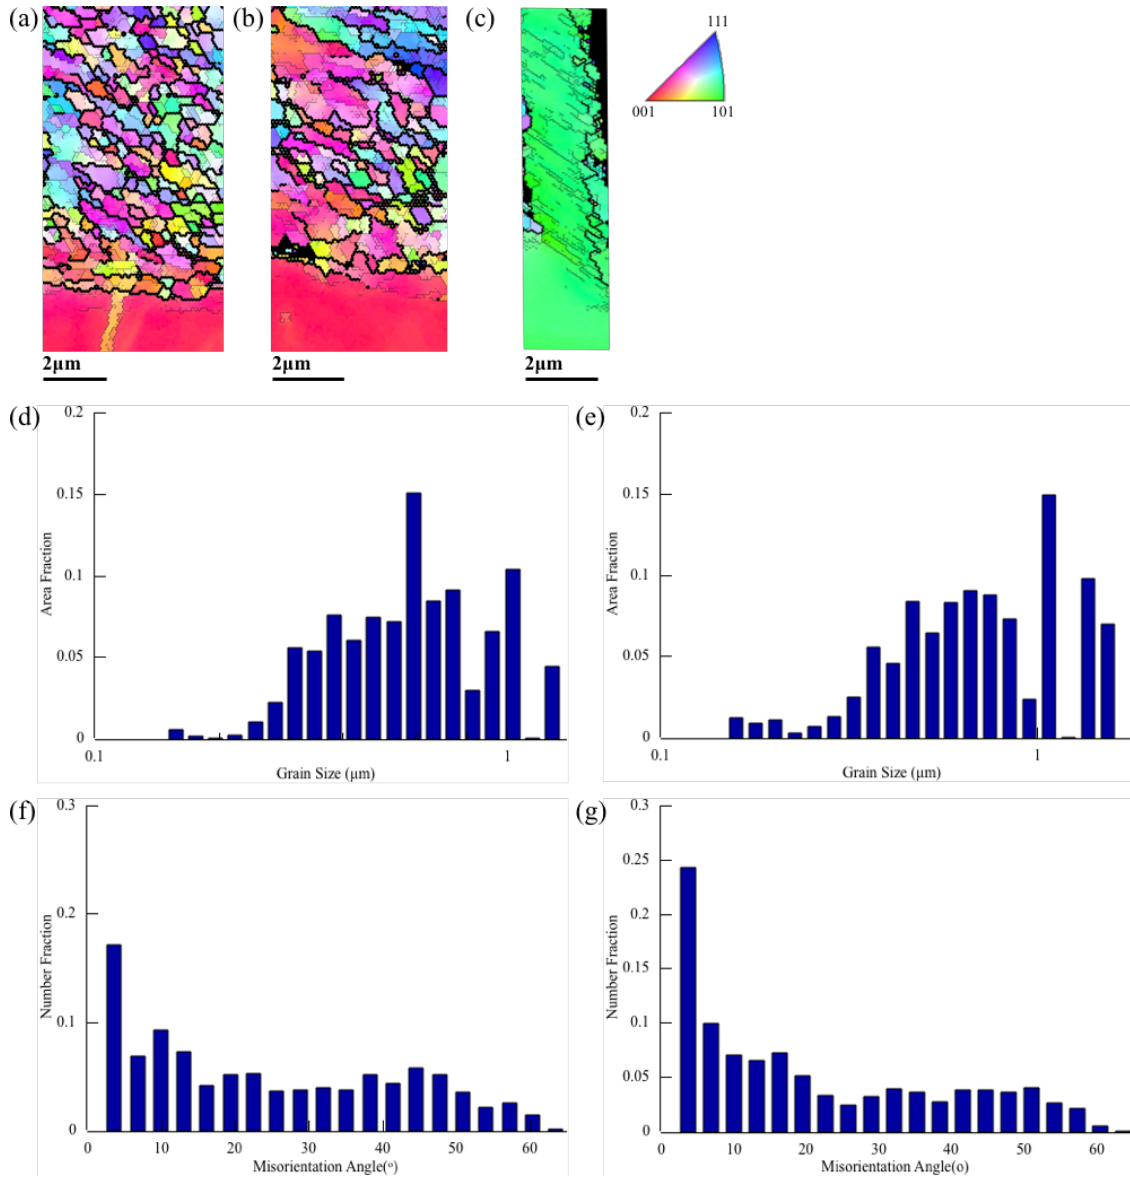 (a)
(b)
(c)
111
001
101
2μm
2μm
2μm
(d)
0.2
0.15
0.1
0.05
0
Area Fraction
0.1
1
Grain Size (μm)
(e)
0.2
0.15
0.1
0.05
0
Area Fraction
0.1
1
Grain Size (μm)
(f)
0.3
0.2
0.1
0
Number Fraction
0
10
20
30
40
50
60
Misorientation Angle(°)
(g)
0.3
0.25
0.2
0.15
0.1
0.05
0
Number Fraction
0
10
20
30
40
50
60
Misorientation Angle(o)